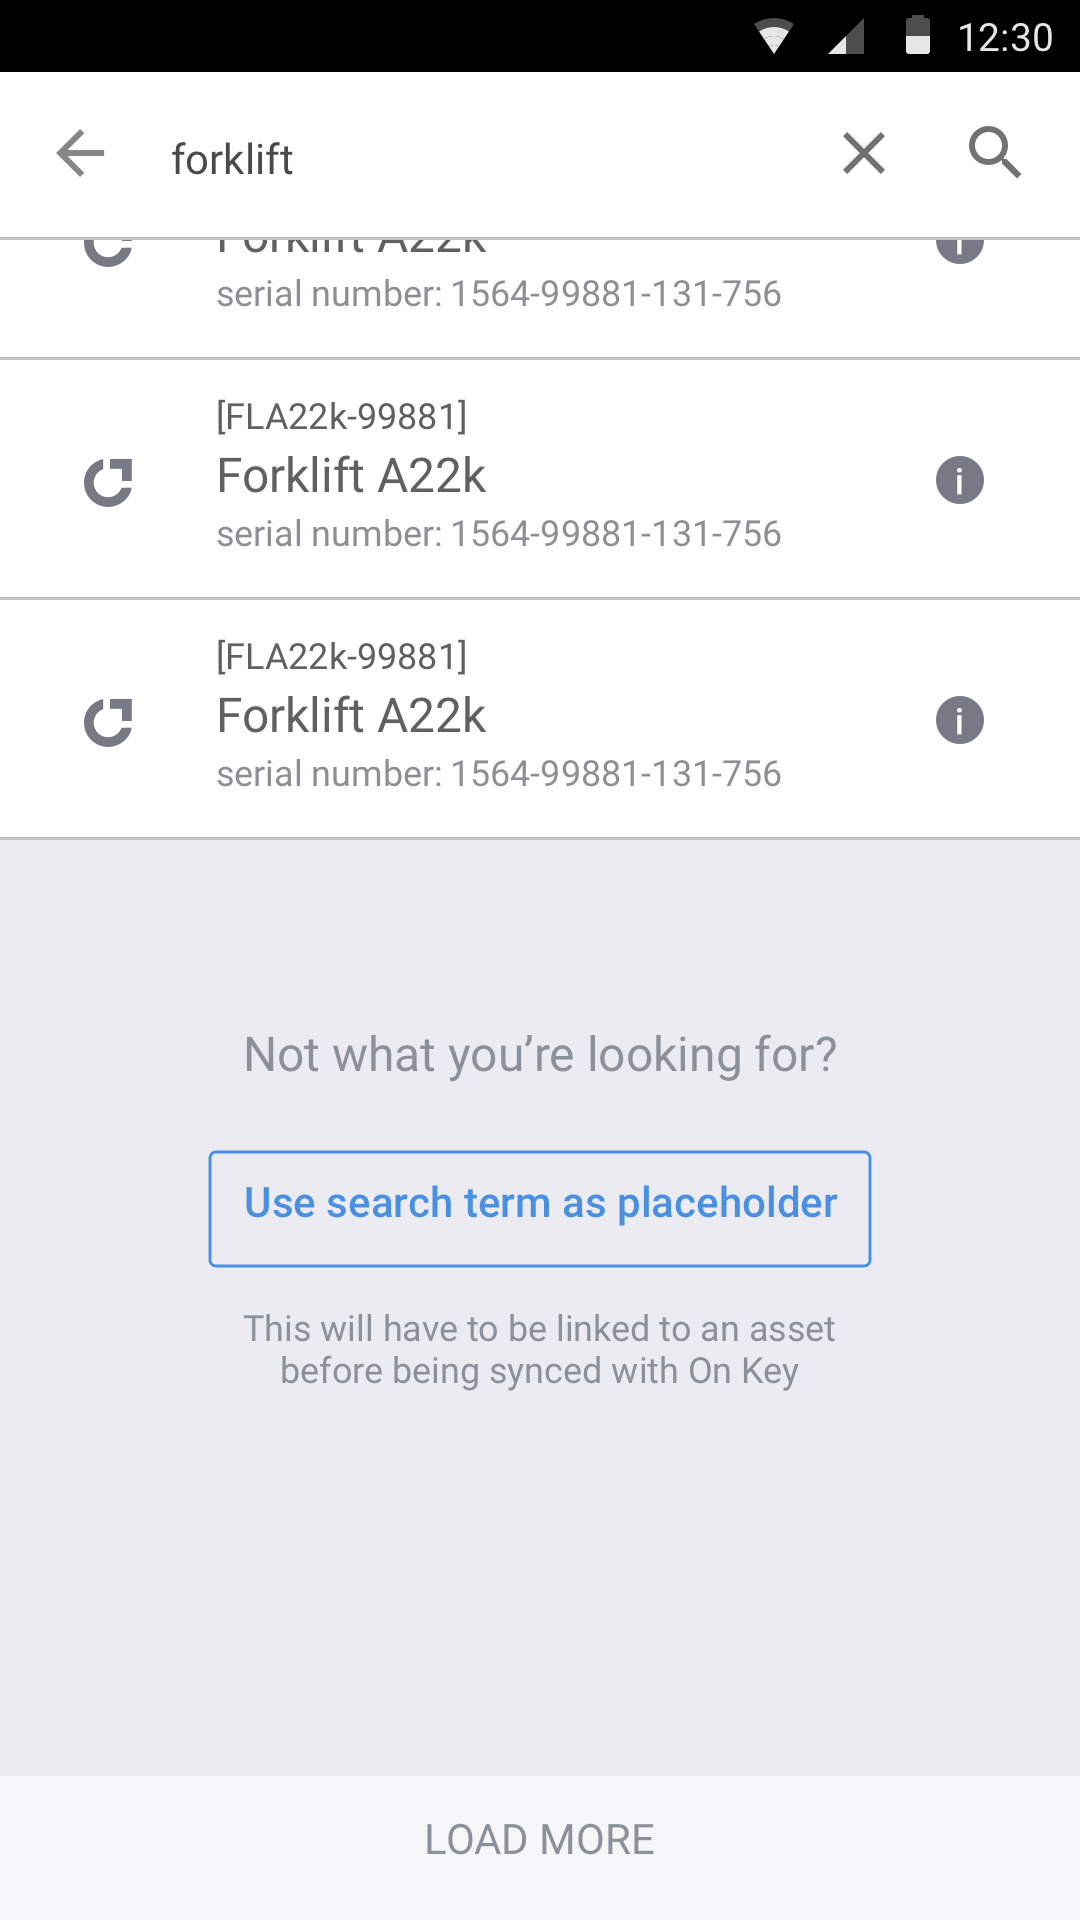 12:30
forklift
Forklift A22k
serial number: 1564-99881-131-756
[FLA22k-99881]
Forklift A22k
serial number: 1564-99881-131-756
[FLA22k-99881]
Forklift A22k
serial number: 1564-99881-131-756
Not what you’re looking for?
Use search term as placeholder
This will have to be linked to an asset
before being synced with On Key
LOAD MORE